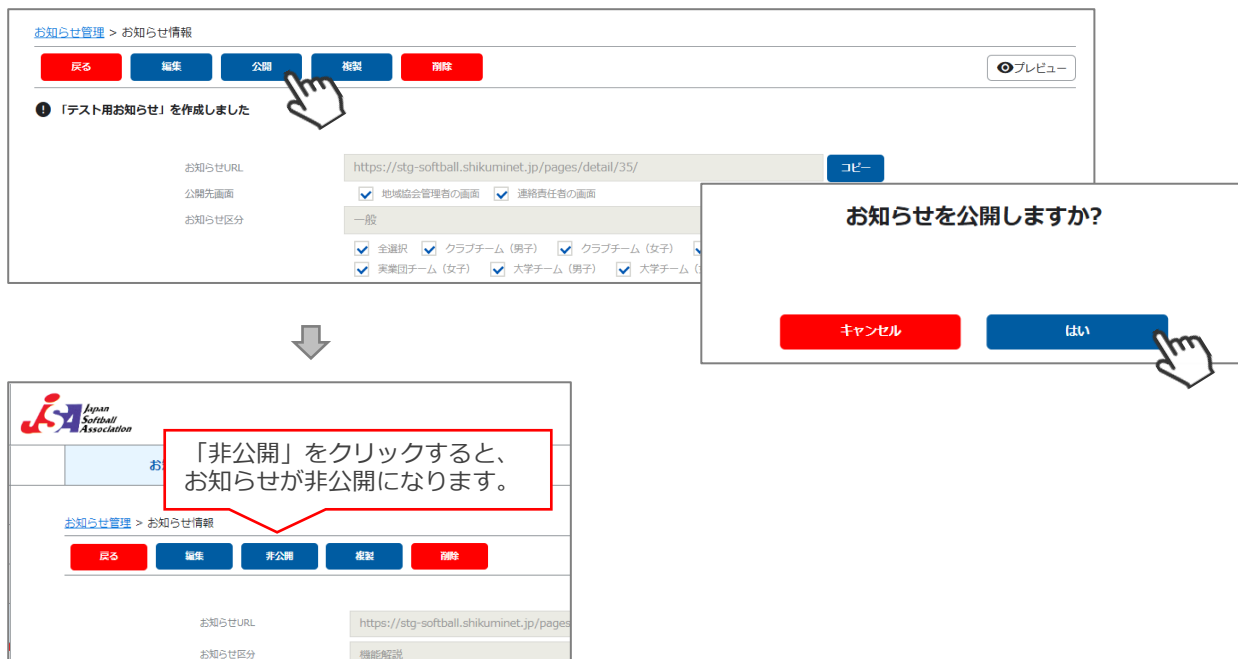 お知らせ管理 > お知らせ情報
戻る 編集 公開 複製 削除 プレビュー
「テスト用お知らせ」を作成しました
お知らせURL https://stg-softball.shikuminet.jp/pages/detail/35/ コピー
公開先画面 地域協会管理者の画面 連絡責任者の画面
お知らせ区分 一般
全選択 クラブチーム（男子） クラブチーム（女子）
実業団チーム（女子） 大学チーム（男子） 大学チーム（
お知らせを公開しますか?
キャンセル はい
Japan
Softball
Association
お
「非公開」をクリックすると、
お知らせが非公開になります。
お知らせ管理 > お知らせ情報
戻る 編集 非公開 複製 削除
お知らせURL https://stg-softball.shikuminet.jp/pages
お知らせ区分 機能解説